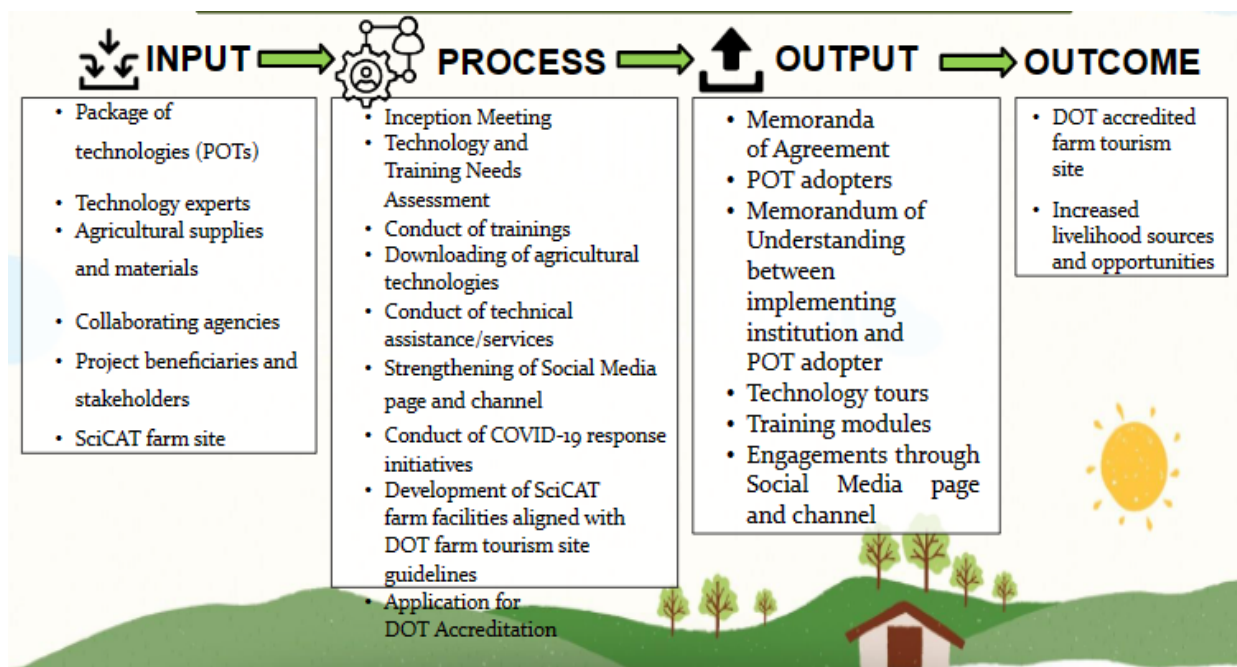 INPUT
• Package of
technologies (POTs)
• Technology experts
• Agricultural supplies
and materials
• Collaborating agencies
• Project beneficiaries and
stakeholders
• SciCAT farm site
PROCESS
• Inception Meeting
• Technology and
Training Needs
Assessment
• Conduct of trainings
• Downloading of agricultural
technologies
• Conduct of technical
assistance/services
• Strengthening of Social Media
page and channel
• Conduct of COVID-19 response
initiatives
• Development of SciCAT
farm facilities aligned with
DOT farm tourism site
guidelines
• Application for
DOT Accreditation
OUTPUT
• Memoranda
of Agreement
• POT adopters
• Memorandum of
Understanding
between
implementing
institution and
POT adopter
• Technology tours
• Training modules
• Engagements through
Social Media page
and channel
OUTCOME
• DOT accredited
farm tourism
site
• Increased
livelihood sources
and opportunities